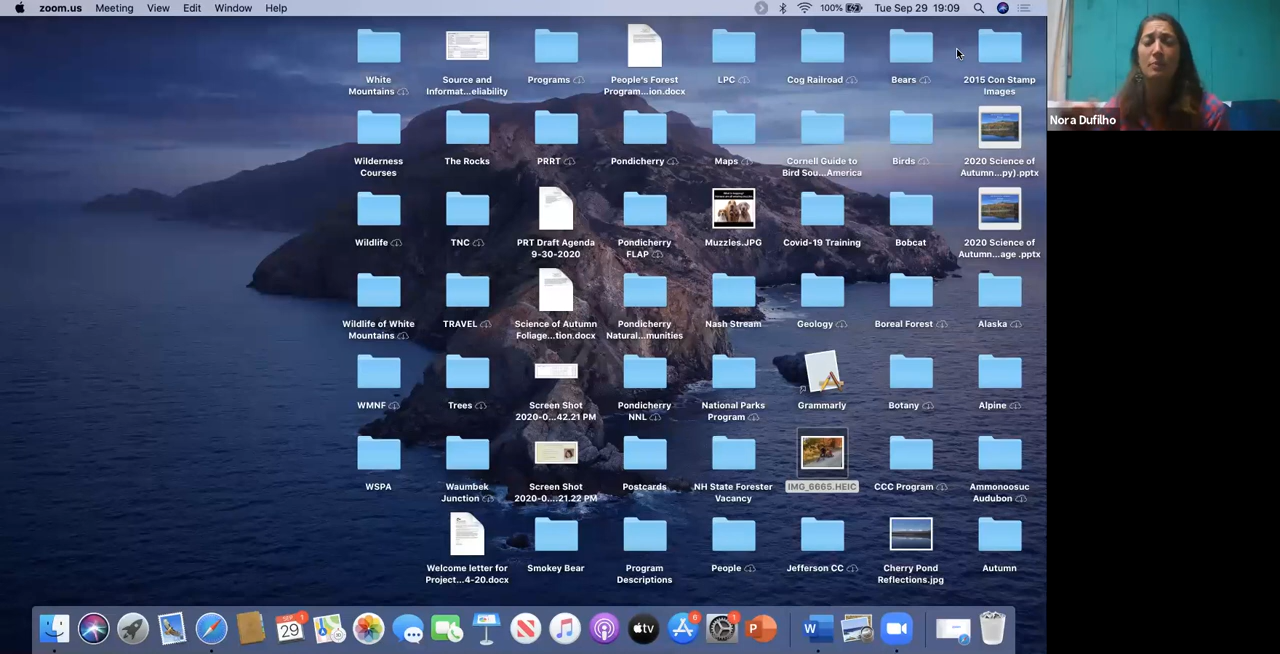 zoom.us Meeting View Edit Window Help 100% Tue Sep 29 19:09
White
Mountains
Source and
Informat...eliability
Programs
People's Forest
Program...ion.docx
LPC
Cog Railroad
Bears
2015 Con Stamp
Images
Nora Dufilho
Wilderness
Courses
The Rocks
PRRT
Pondicherry
Maps
Cornell Guide to
Bird Sou...America
Birds
2020 Science of
Autumn...py).pptx
Wildlife
TNC
PRT Draft Agenda
9-30-2020
Pondicherry
FLAP
Muzzles.JPG
Covid-19 Training
Bobcat
2020 Science of
Autumn...age .pptx
Wildlife of White
Mountains
TRAVEL
Science of Autumn
Foliage...tion.docx
Pondicherry
Natural...munities
Nash Stream
Geology
Boreal Forest
Alaska
WMNF
Trees
Screen Shot
2020-0...42.21 PM
Pondicherry
NNL
National Parks
Program
Grammarly
Botany
Alpine
WSPA
Waumbek
Junction
Screen Shot
2020-0....21.22 PM
Postcards
NH State Forester
Vacancy
IMG_6665.HEIC
CCC Program
Ammonoosuc
Audubon
Welcome letter for
Project...4-20.docx
Smokey Bear
Program
Descriptions
People
Jefferson CC
Cherry Pond
Reflections.jpg
Autumn
SEP
29
1
tv
6
1
P
W